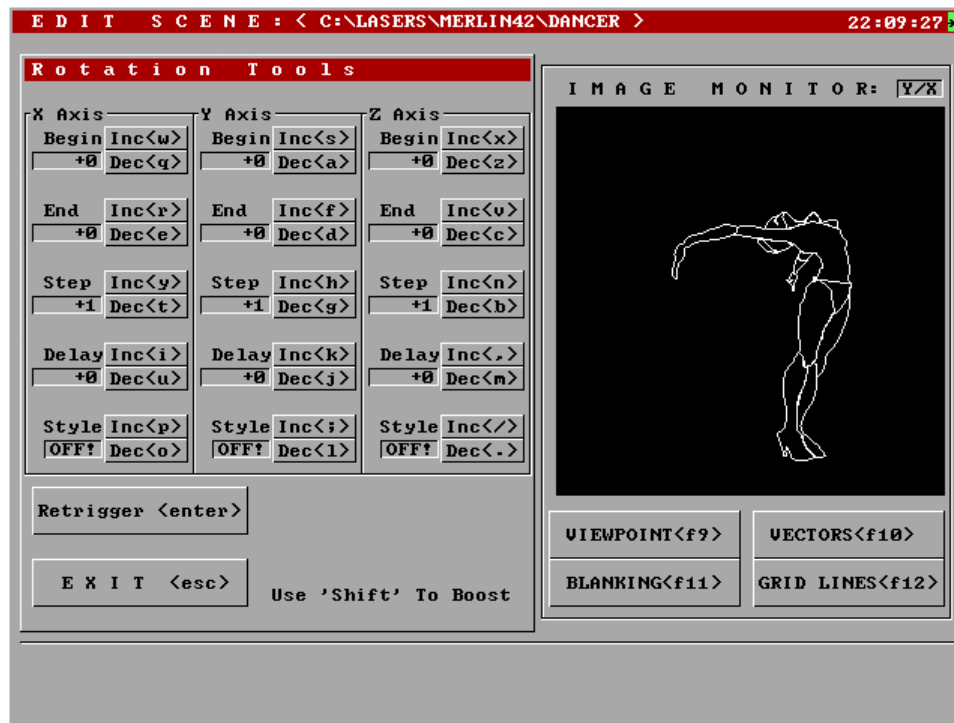 E D I T   S C E N E : < C:\LASERS\MERLIN42\DANCER >   22:09:27
R o t a t i o n   T o o l s
X Axis   Y Axis   Z Axis
Begin Inc<w>   Begin Inc<s>   Begin Inc<x>
+0 Dec<q>   +0 Dec<a>   +0 Dec<z>
End Inc<r>   End Inc<f>   End Inc<v>
+0 Dec<e>   +0 Dec<d>   +0 Dec<c>
Step Inc<y>   Step Inc<h>   Step Inc<n>
+1 Dec<t>   +1 Dec<g>   +1 Dec<b>
Delay Inc<i>   Delay Inc<k>   Delay Inc<,>
+0 Dec<u>   +0 Dec<j>   +0 Dec<m>
Style Inc<p>   Style Inc<;>   Style Inc</>
OFF! Dec<o>   OFF! Dec<l>   OFF! Dec<.>
Retrigger <enter>
E X I T <esc>
Use 'Shift' To Boost
I M A G E   M O N I T O R: Y/X
VIEWPOINT<f9>   VECTORS<f10>
BLANKING<f11>   GRID LINES<f12>